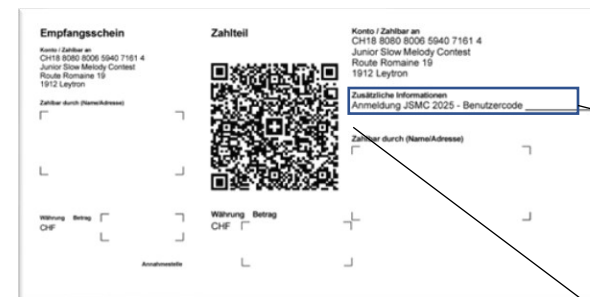 Empfangsschein
Konto / Zahlbar an
CH18 8080 8006 5940 7161 4
Junior Slow Melody Contest
Route Romaine 19
1912 Leytron
Zahlbar durch (Name/Adresse)
Währung Betrag
CHF
Annahmestelle
Zahlteil
Währung Betrag
CHF
Konto / Zahlbar an
CH18 8080 8006 5940 7161 4
Junior Slow Melody Contest
Route Romaine 19
1912 Leytron
Zusätzliche Informationen
Anmeldung JSMC 2025 - Benutzercode ________
Zahlbar durch (Name/Adresse)